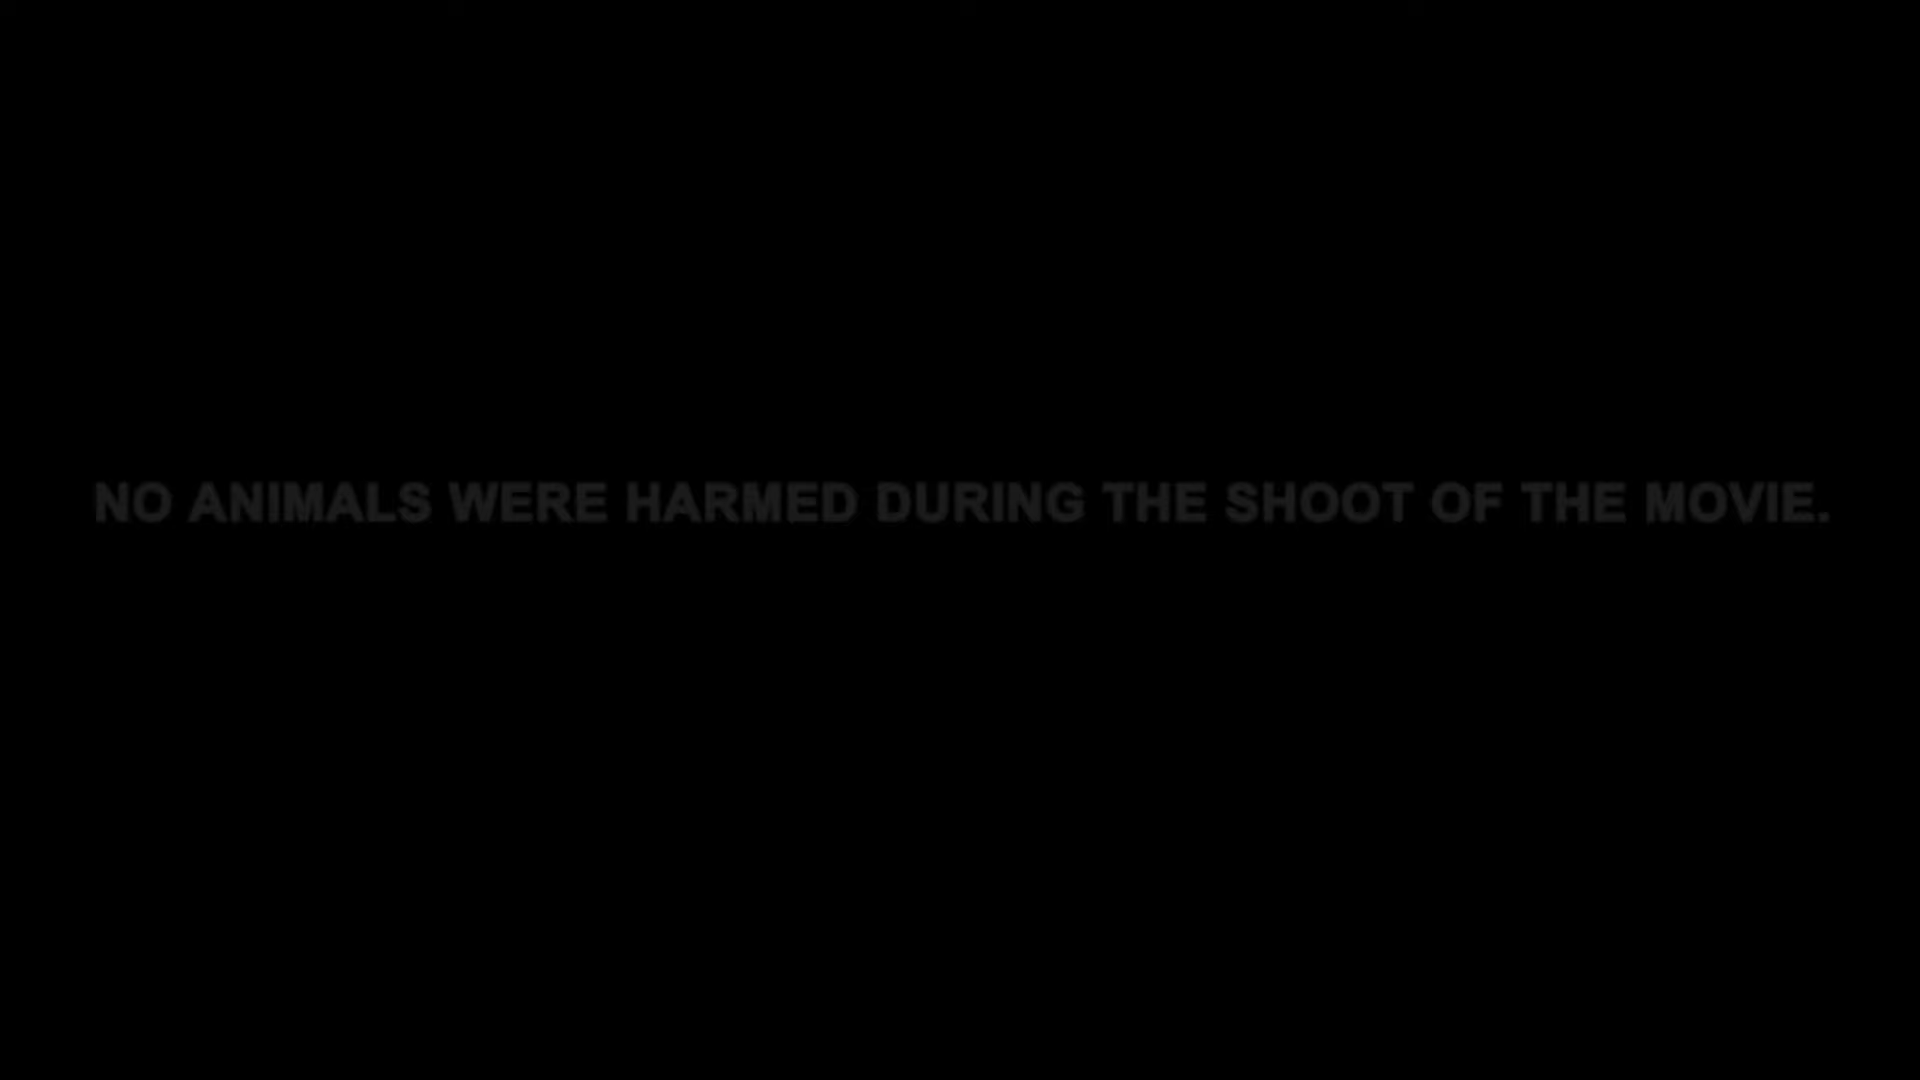 NO ANIMALS WERE HARMED DURING THE SHOOT OF THE MOVIE.